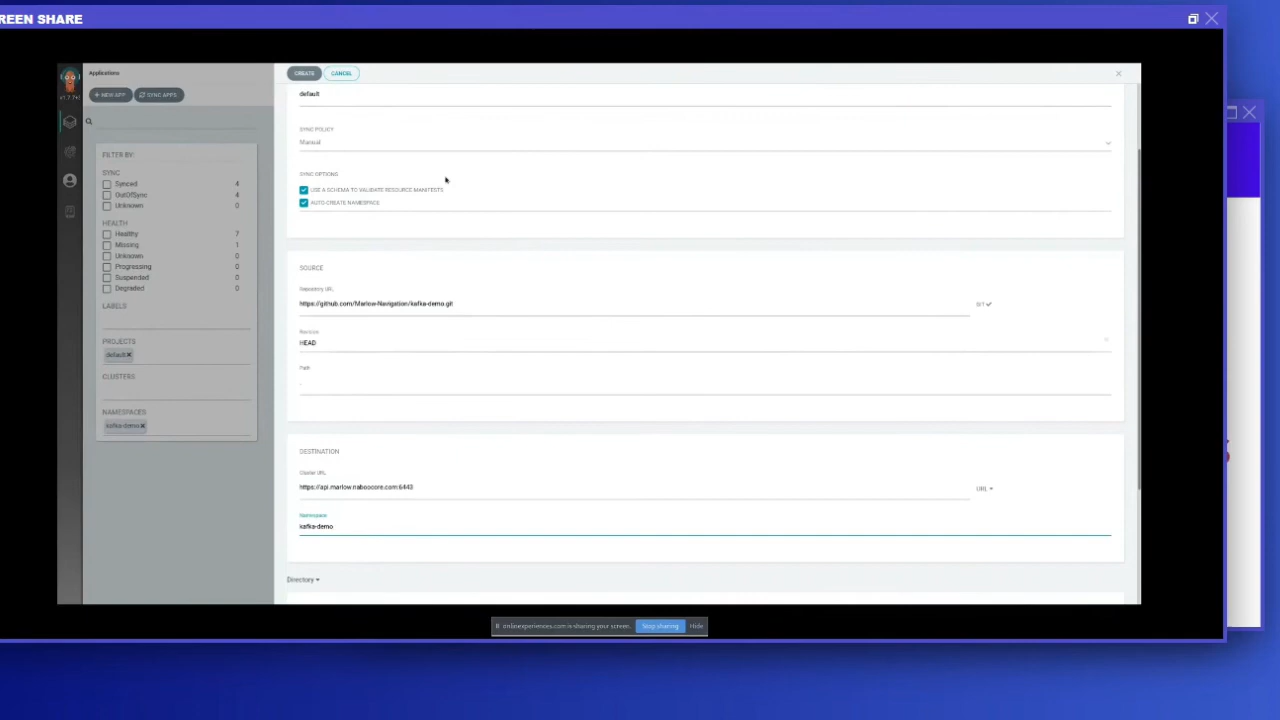 REEN SHARE
Applications
+ NEW APP
SYNC APPS
FILTER BY:
SYNC
Synced 4
OutOfSync 4
Unknown 0
HEALTH
Healthy 7
Missing 1
Unknown 0
Progressing 0
Suspended 0
Degraded 0
LABELS
PROJECTS
default
CLUSTERS
NAMESPACES
kafka-demo
CREATE
CANCEL
default
SYNC POLICY
Manual
SYNC OPTIONS
USE A SCHEMA TO VALIDATE RESOURCE MANIFESTS
AUTO-CREATE NAMESPACE
SOURCE
Repository URL
https://github.com/Marlow-Navigation/kafka-demo.git
GIT
Revision
HEAD
Path
.
DESTINATION
Cluster URL
https://api.marlow.naboocore.com:6443
URL
Namespace
kafka-demo
Directory
onlinexperiences.com is sharing your screen.
Stop sharing
Hide